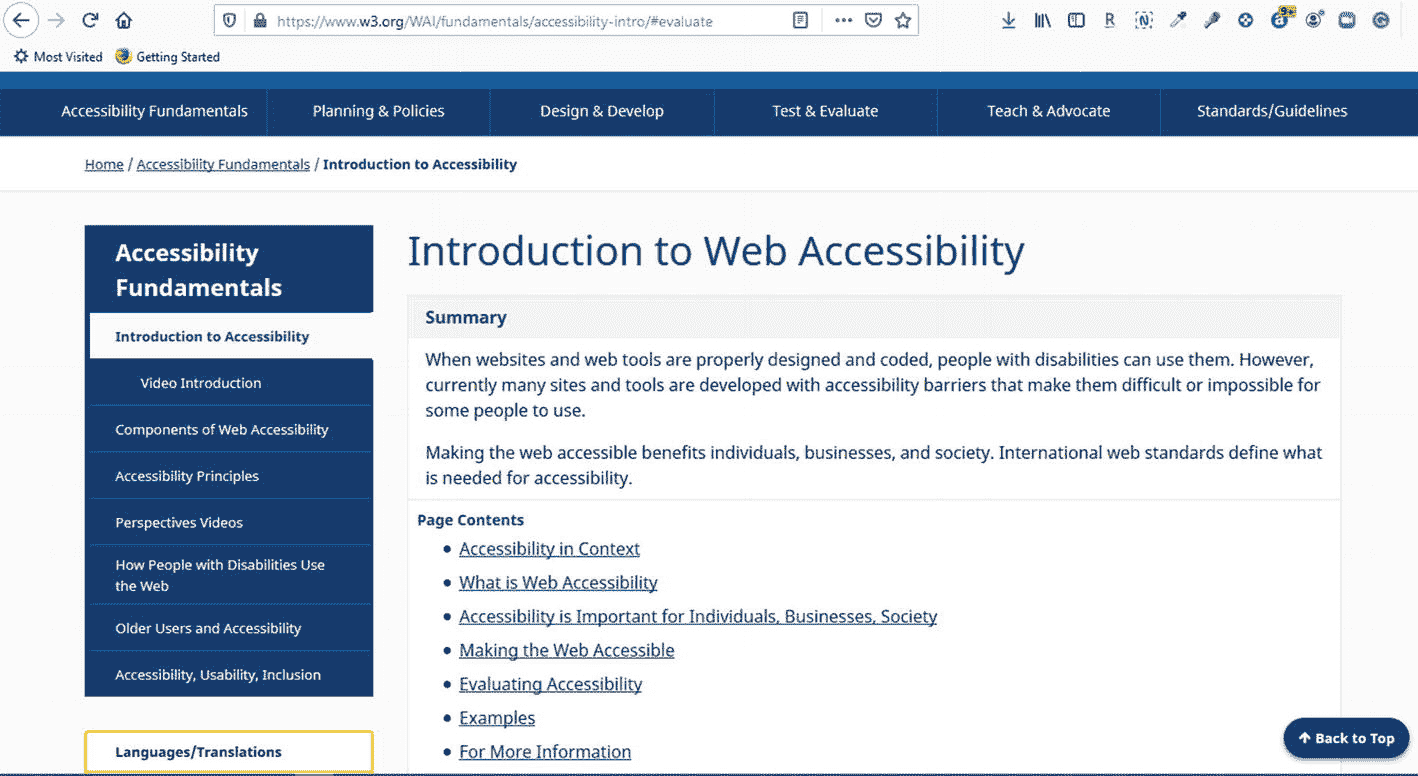 https://www.w3.org/WAI/fundamentals/accessibility-intro/#evaluate
Most Visited Getting Started
Accessibility Fundamentals Planning & Policies Design & Develop Test & Evaluate Teach & Advocate Standards/Guidelines
Home / Accessibility Fundamentals / Introduction to Accessibility
Accessibility
Fundamentals
Introduction to Accessibility
Video Introduction
Components of Web Accessibility
Accessibility Principles
Perspectives Videos
How People with Disabilities Use
the Web
Older Users and Accessibility
Accessibility, Usability, Inclusion
Languages/Translations
Introduction to Web Accessibility
Summary
When websites and web tools are properly designed and coded, people with disabilities can use them. However,
currently many sites and tools are developed with accessibility barriers that make them difficult or impossible for
some people to use.
Making the web accessible benefits individuals, businesses, and society. International web standards define what
is needed for accessibility.
Page Contents
• Accessibility in Context
• What is Web Accessibility
• Accessibility is Important for Individuals, Businesses, Society
• Making the Web Accessible
• Evaluating Accessibility
• Examples
• For More Information
↑ Back to Top